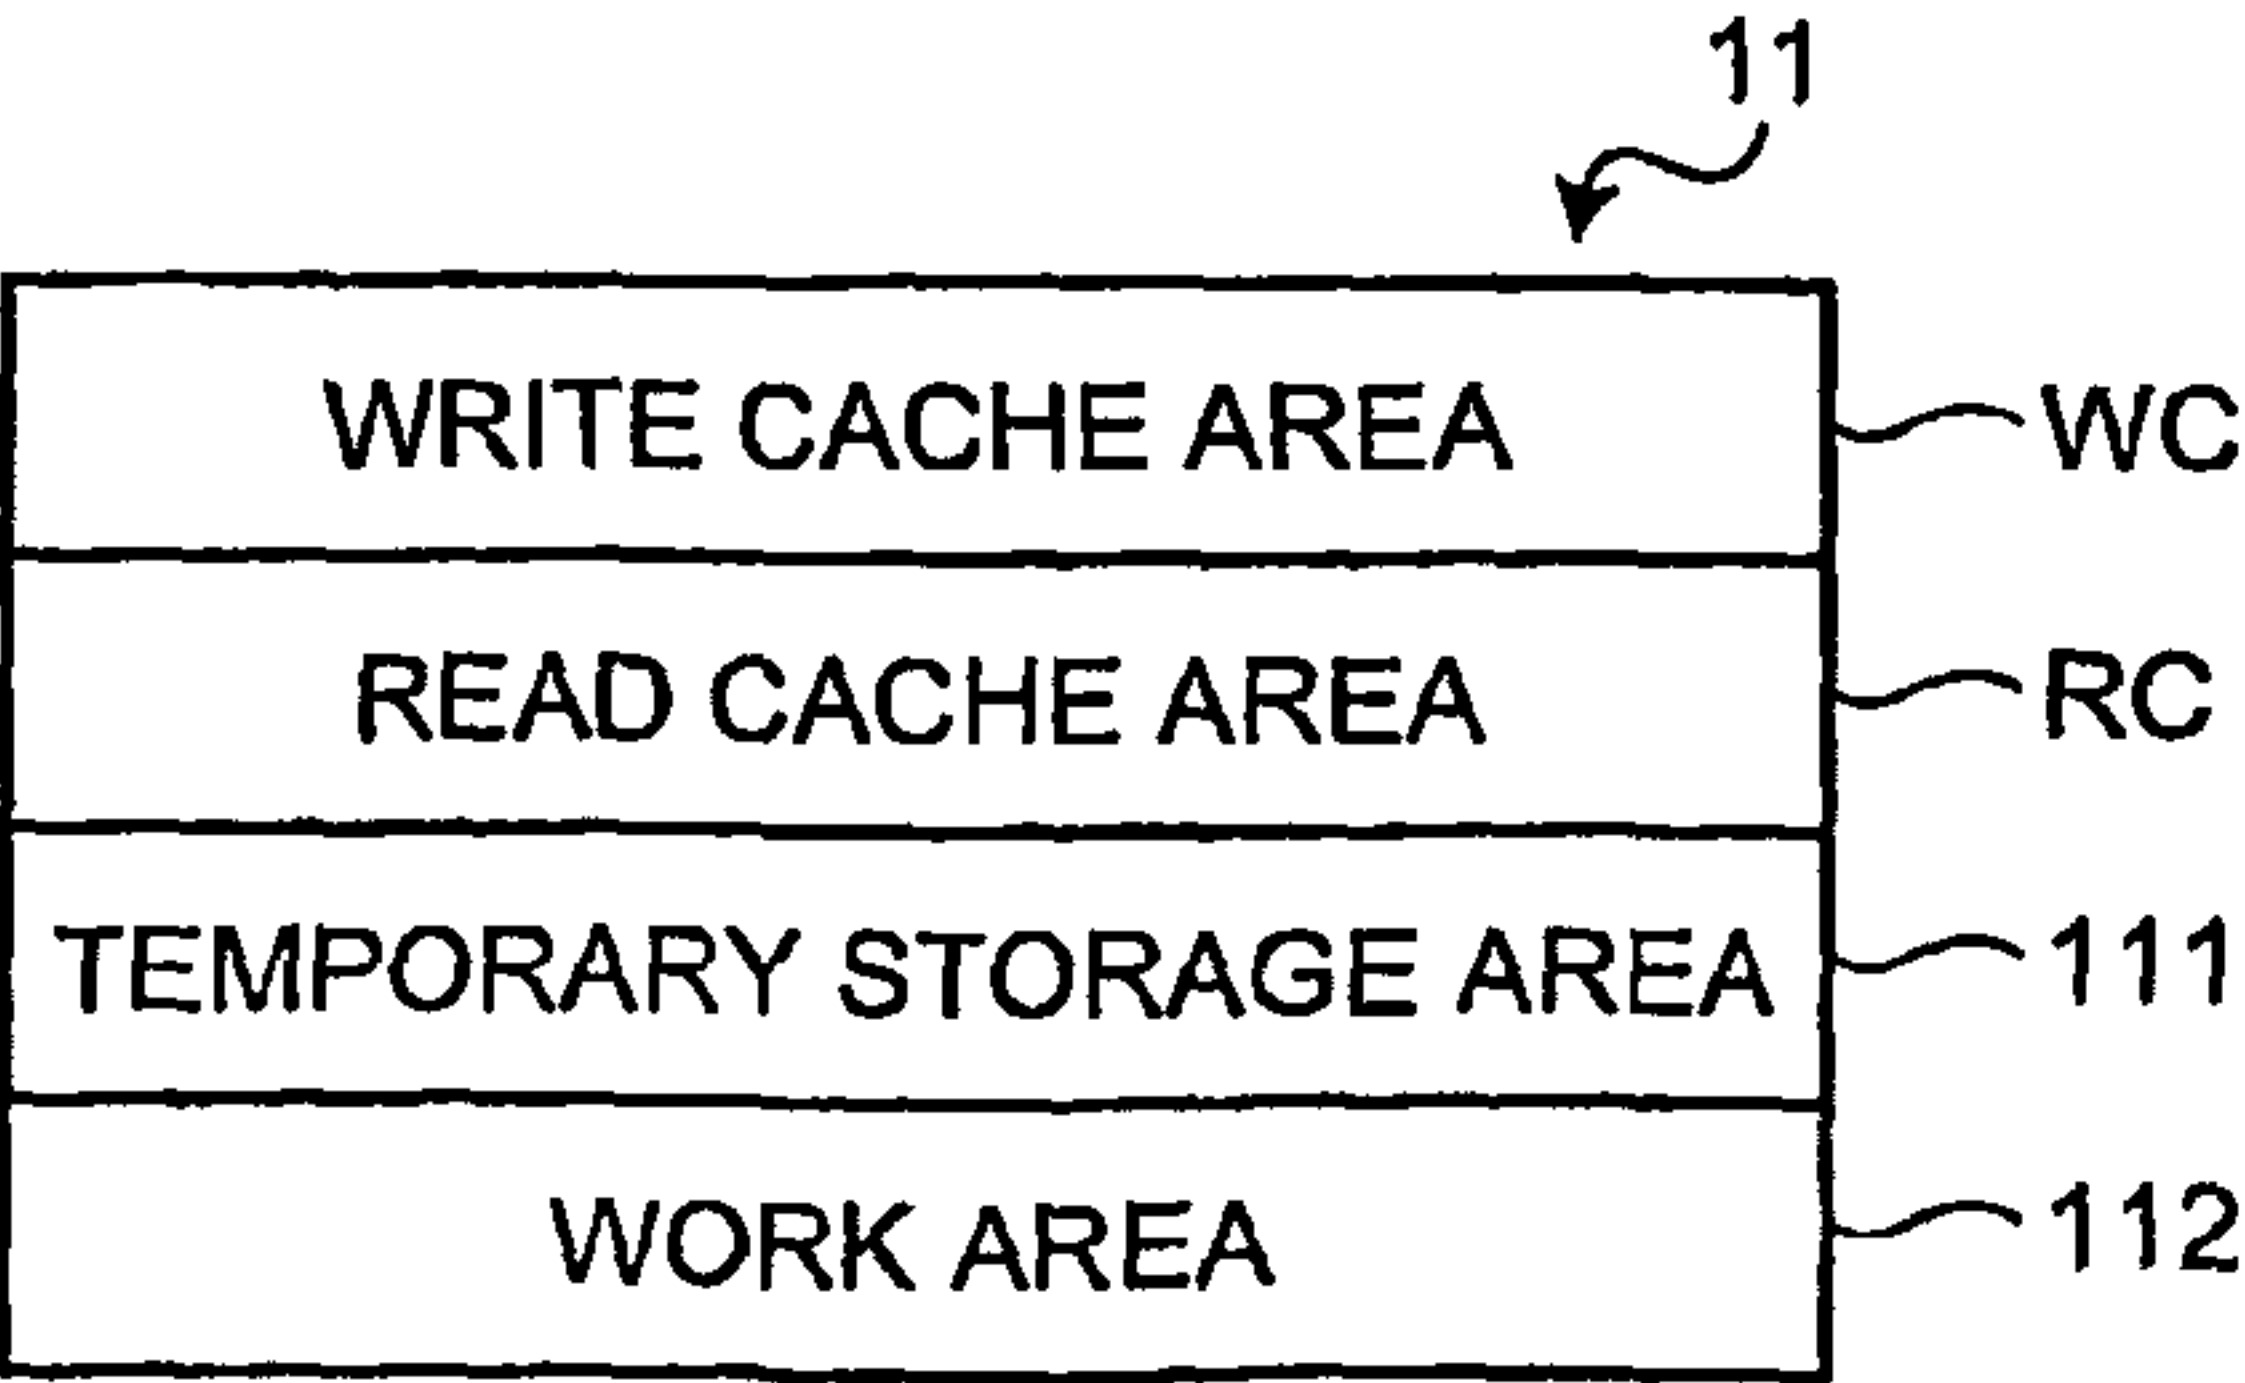 11
WRITE CACHE AREA WC
READ CACHE AREA RC
TEMPORARY STORAGE AREA 111
WORK AREA 112